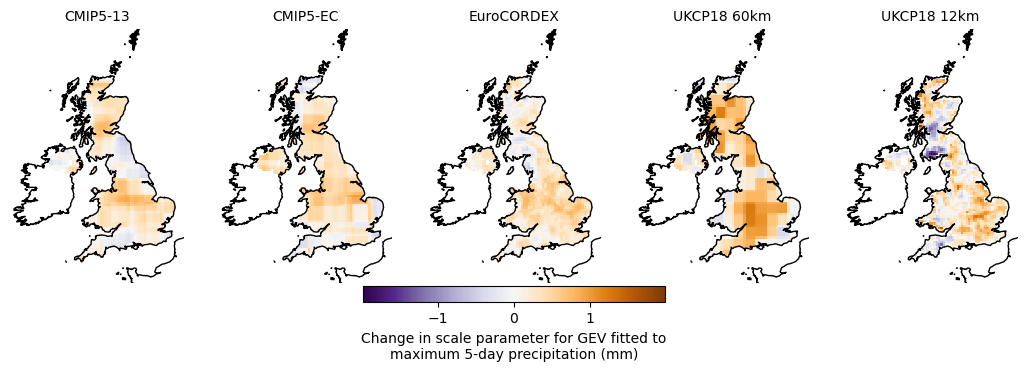 CMIP5-13
CMIP5-EC
EuroCORDEX
UKCP18 60km
UKCP18 12km
−1
0
1
Change in scale parameter for GEV fitted to
maximum 5-day precipitation (mm)